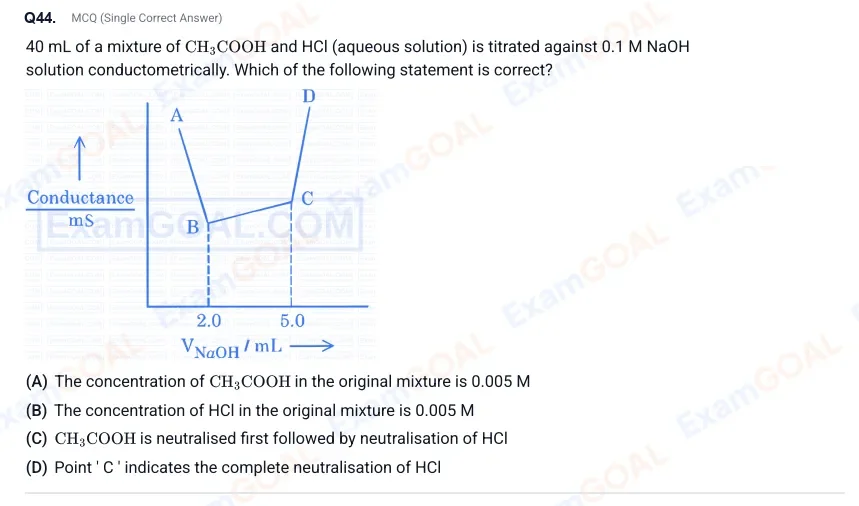 Q44. MCQ (Single Correct Answer)
40 mL of a mixture of CH₃COOH and HCl (aqueous solution) is titrated against 0.1 M NaOH
solution conductometrically. Which of the following statement is correct?
D
A
Conductance
mS
C
B
ExamGOAL.COM
2.0 5.0
V_NaOH / mL
(A) The concentration of CH₃COOH in the original mixture is 0.005 M
(B) The concentration of HCl in the original mixture is 0.005 M
(C) CH₃COOH is neutralised first followed by neutralisation of HCl
(D) Point ' C ' indicates the complete neutralisation of HCl
ExamGOAL